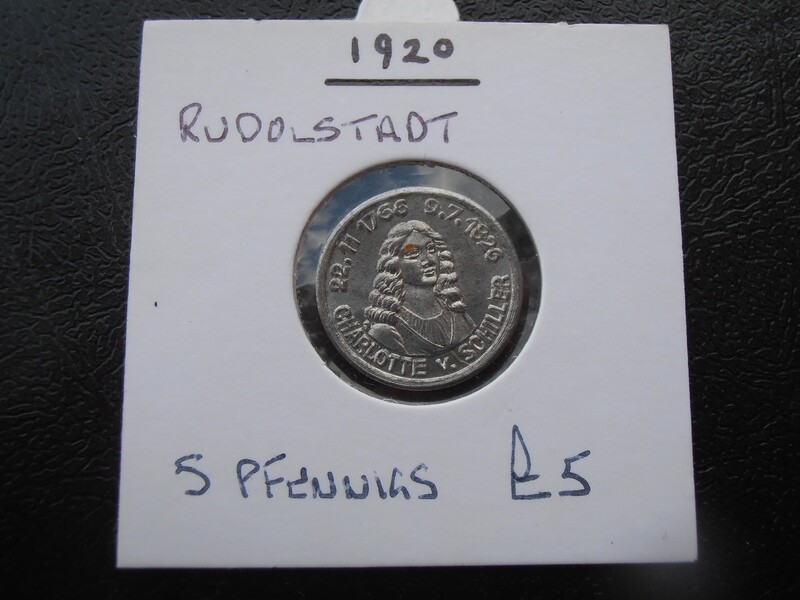 1920
RUDOLSTADT
22.11 1766 9.7.1826
CHARLOTTE V. SCHILLER
5 PFENNIGS £5